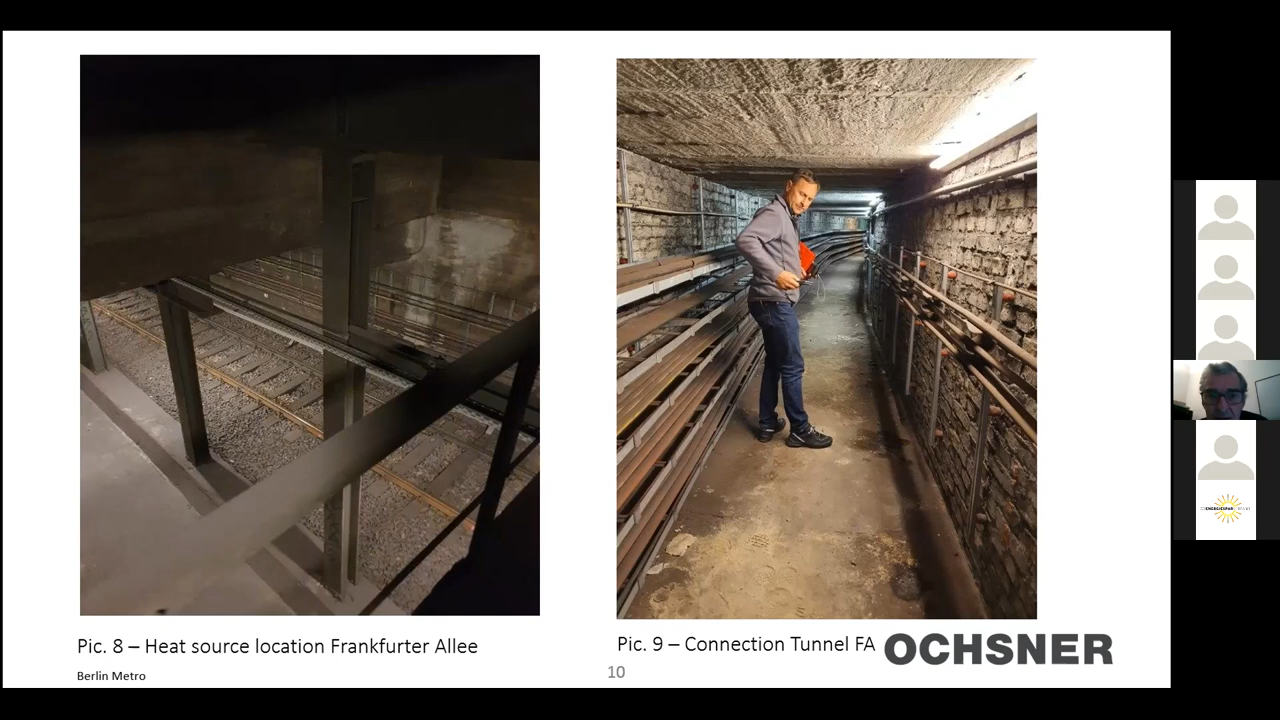 Pic. 8 – Heat source location Frankfurter Allee
Pic. 9 – Connection Tunnel FA
OCHSNER
Berlin Metro
10